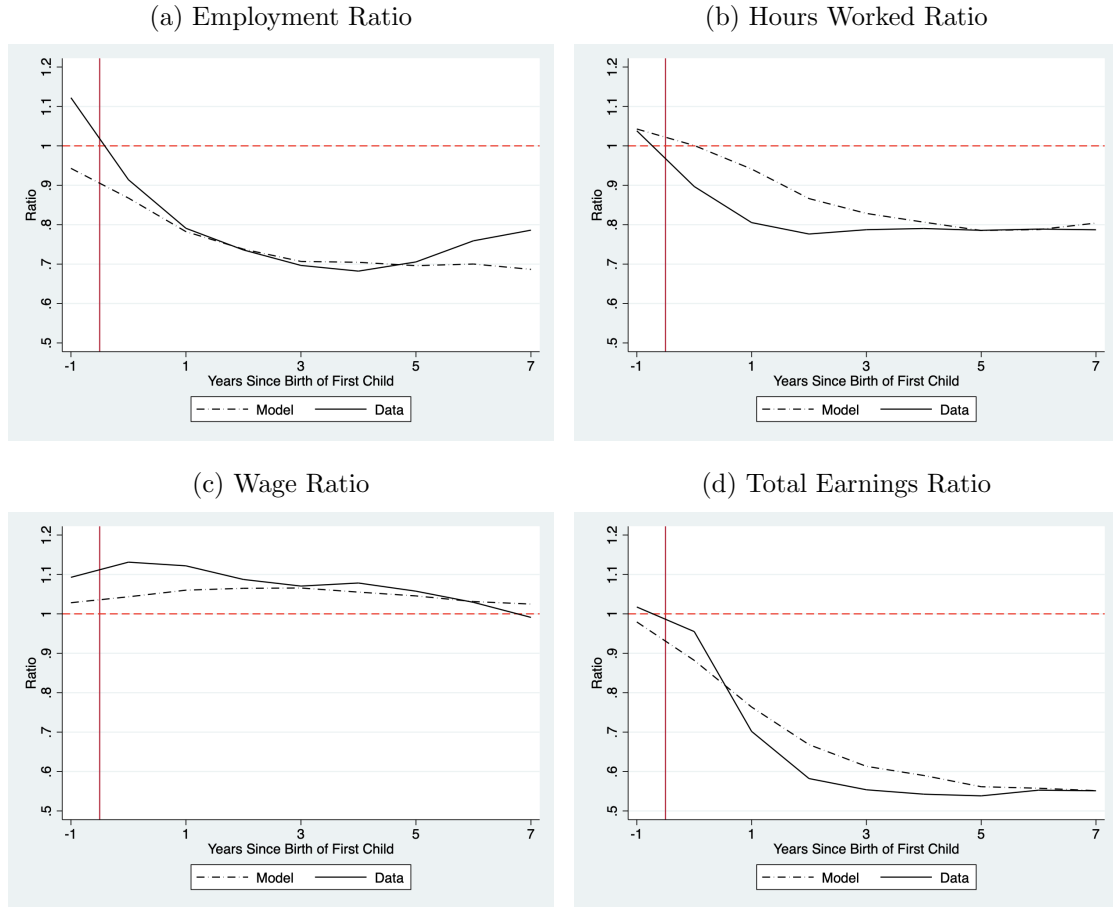 (a) Employment Ratio
Ratio
1.2
1.1
1
.9
.8
.7
.6
.5
-1 1 3 5 7
Years Since Birth of First Child
Model Data
(b) Hours Worked Ratio
Ratio
1.2
1.1
1
.9
.8
.7
.6
.5
-1 1 3 5 7
Years Since Birth of First Child
Model Data
(c) Wage Ratio
Ratio
1.2
1.1
1
.9
.8
.7
.6
.5
-1 1 3 5 7
Years Since Birth of First Child
Model Data
(d) Total Earnings Ratio
Ratio
1.2
1.1
1
.9
.8
.7
.6
.5
-1 1 3 5 7
Years Since Birth of First Child
Model Data